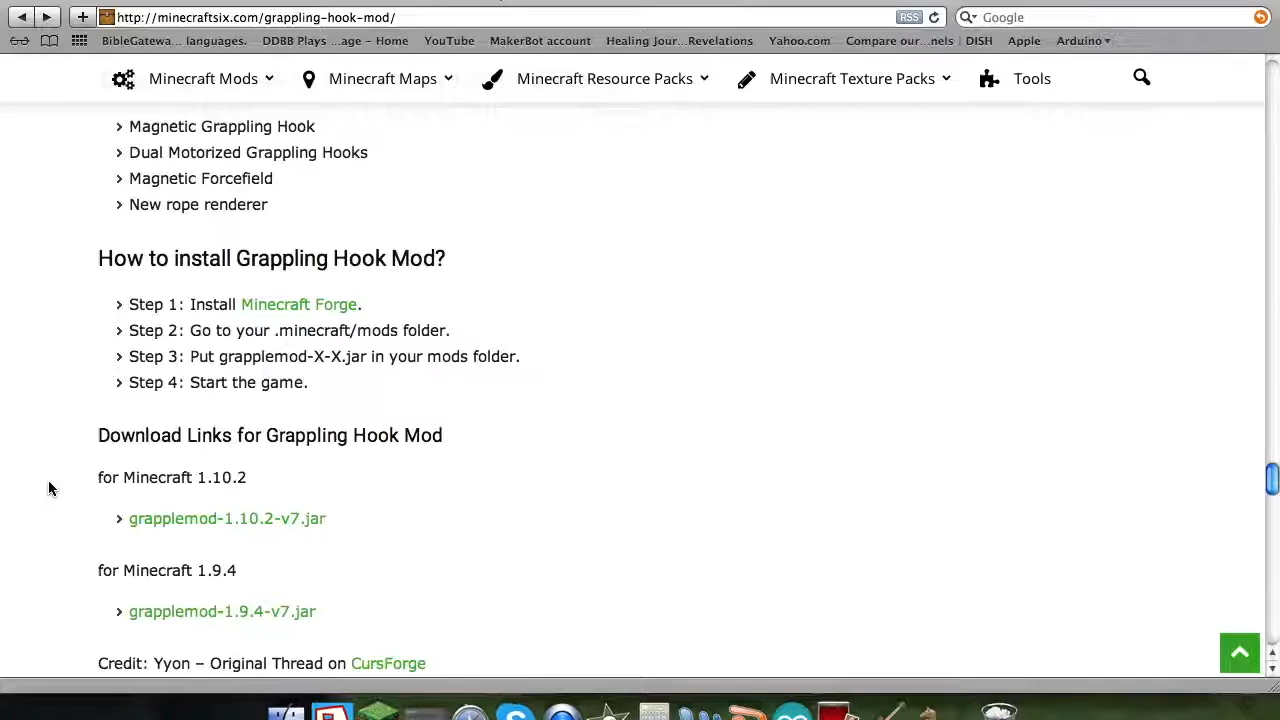 http://minecraftsix.com/grappling-hook-mod/ RSS Google
BibleGatewa... languages. DDBB Plays ...age - Home YouTube MakerBot account Healing Jour...Revelations Yahoo.com Compare our...nels | DISH Apple Arduino
Minecraft Mods Minecraft Maps Minecraft Resource Packs Minecraft Texture Packs Tools
Magnetic Grappling Hook
Dual Motorized Grappling Hooks
Magnetic Forcefield
New rope renderer
How to install Grappling Hook Mod?
Step 1: Install Minecraft Forge.
Step 2: Go to your .minecraft/mods folder.
Step 3: Put grapplemod-X-X.jar in your mods folder.
Step 4: Start the game.
Download Links for Grappling Hook Mod
for Minecraft 1.10.2
grapplemod-1.10.2-v7.jar
for Minecraft 1.9.4
grapplemod-1.9.4-v7.jar
Credit: Yyon – Original Thread on CursForge